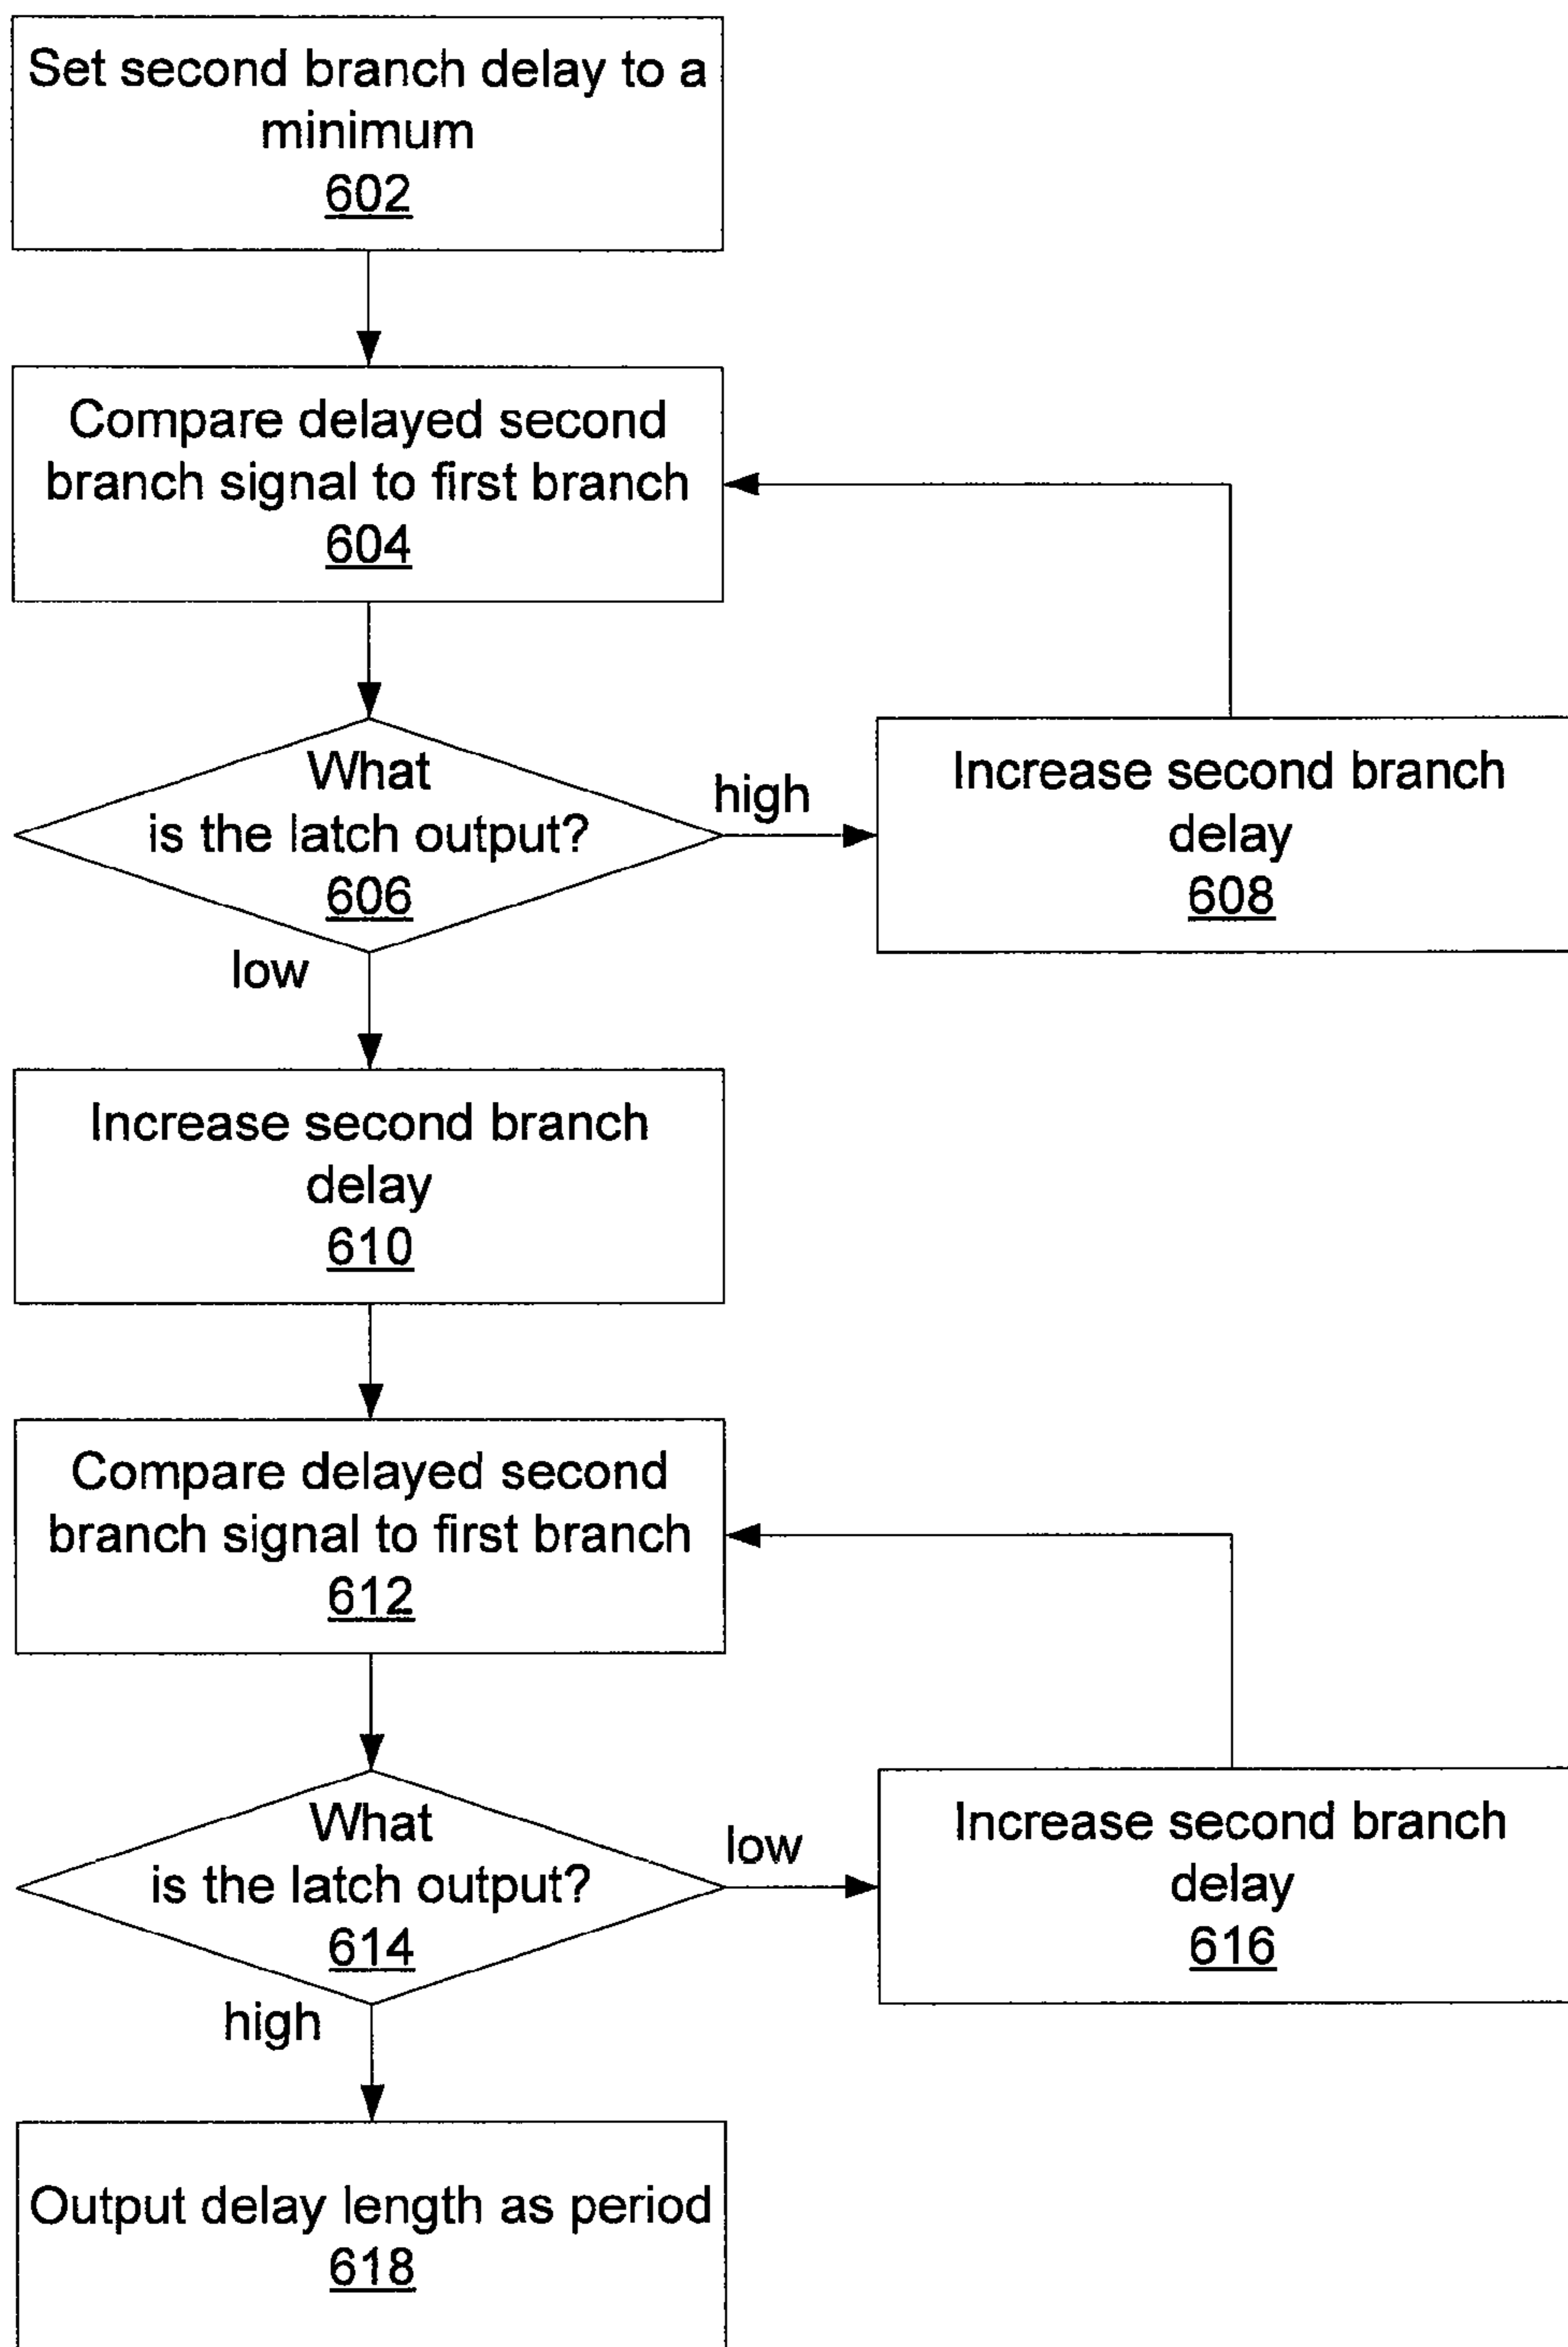 Set second branch delay to a
minimum
602
Compare delayed second
branch signal to first branch
604
What
is the latch output?
606
high
Increase second branch
delay
608
low
Increase second branch
delay
610
Compare delayed second
branch signal to first branch
612
What
is the latch output?
614
low
Increase second branch
delay
616
high
Output delay length as period
618